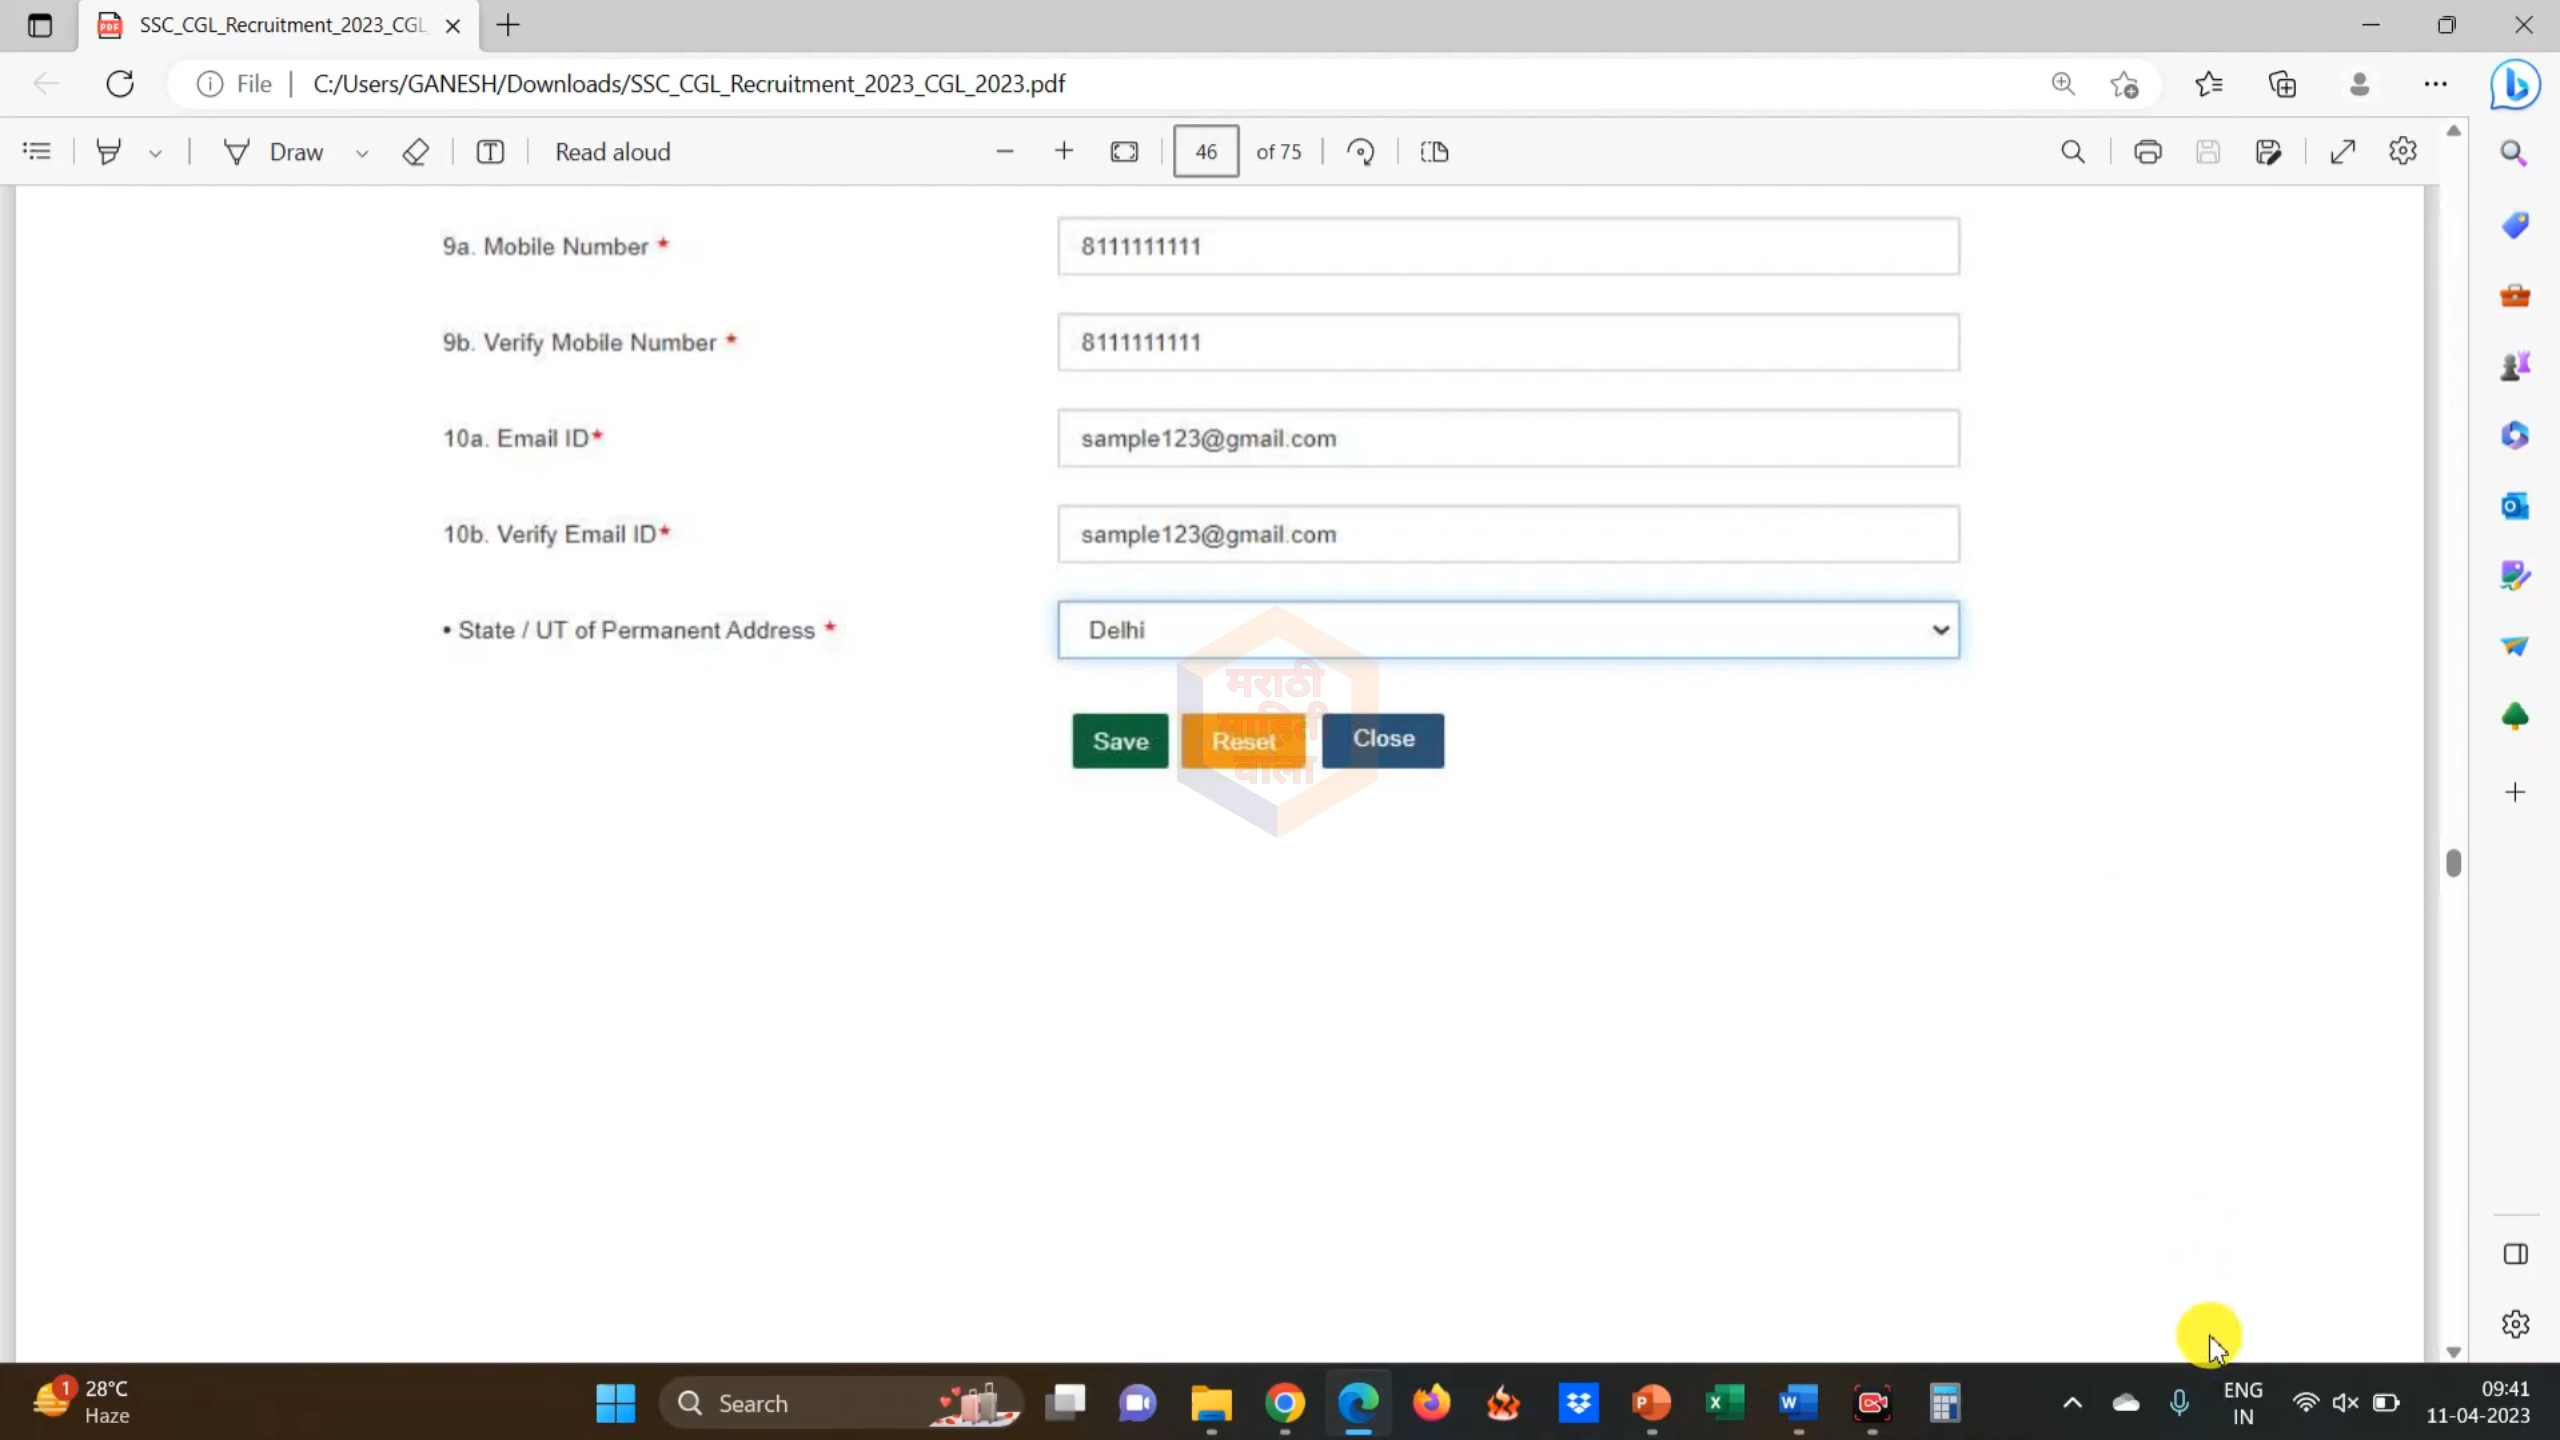 SSC_CGL_Recruitment_2023_CGL
File
C:/Users/GANESH/Downloads/SSC_CGL_Recruitment_2023_CGL_2023.pdf
Draw
Read aloud
46 of 75
9a. Mobile Number *
8111111111
9b. Verify Mobile Number *
8111111111
10a. Email ID*
sample123@gmail.com
10b. Verify Email ID*
sample123@gmail.com
• State / UT of Permanent Address *
Delhi
मराठी
माहिती
वाला
Save
Reset
Close
1
28°C
Haze
Search
ENG
IN
09:41
11-04-2023